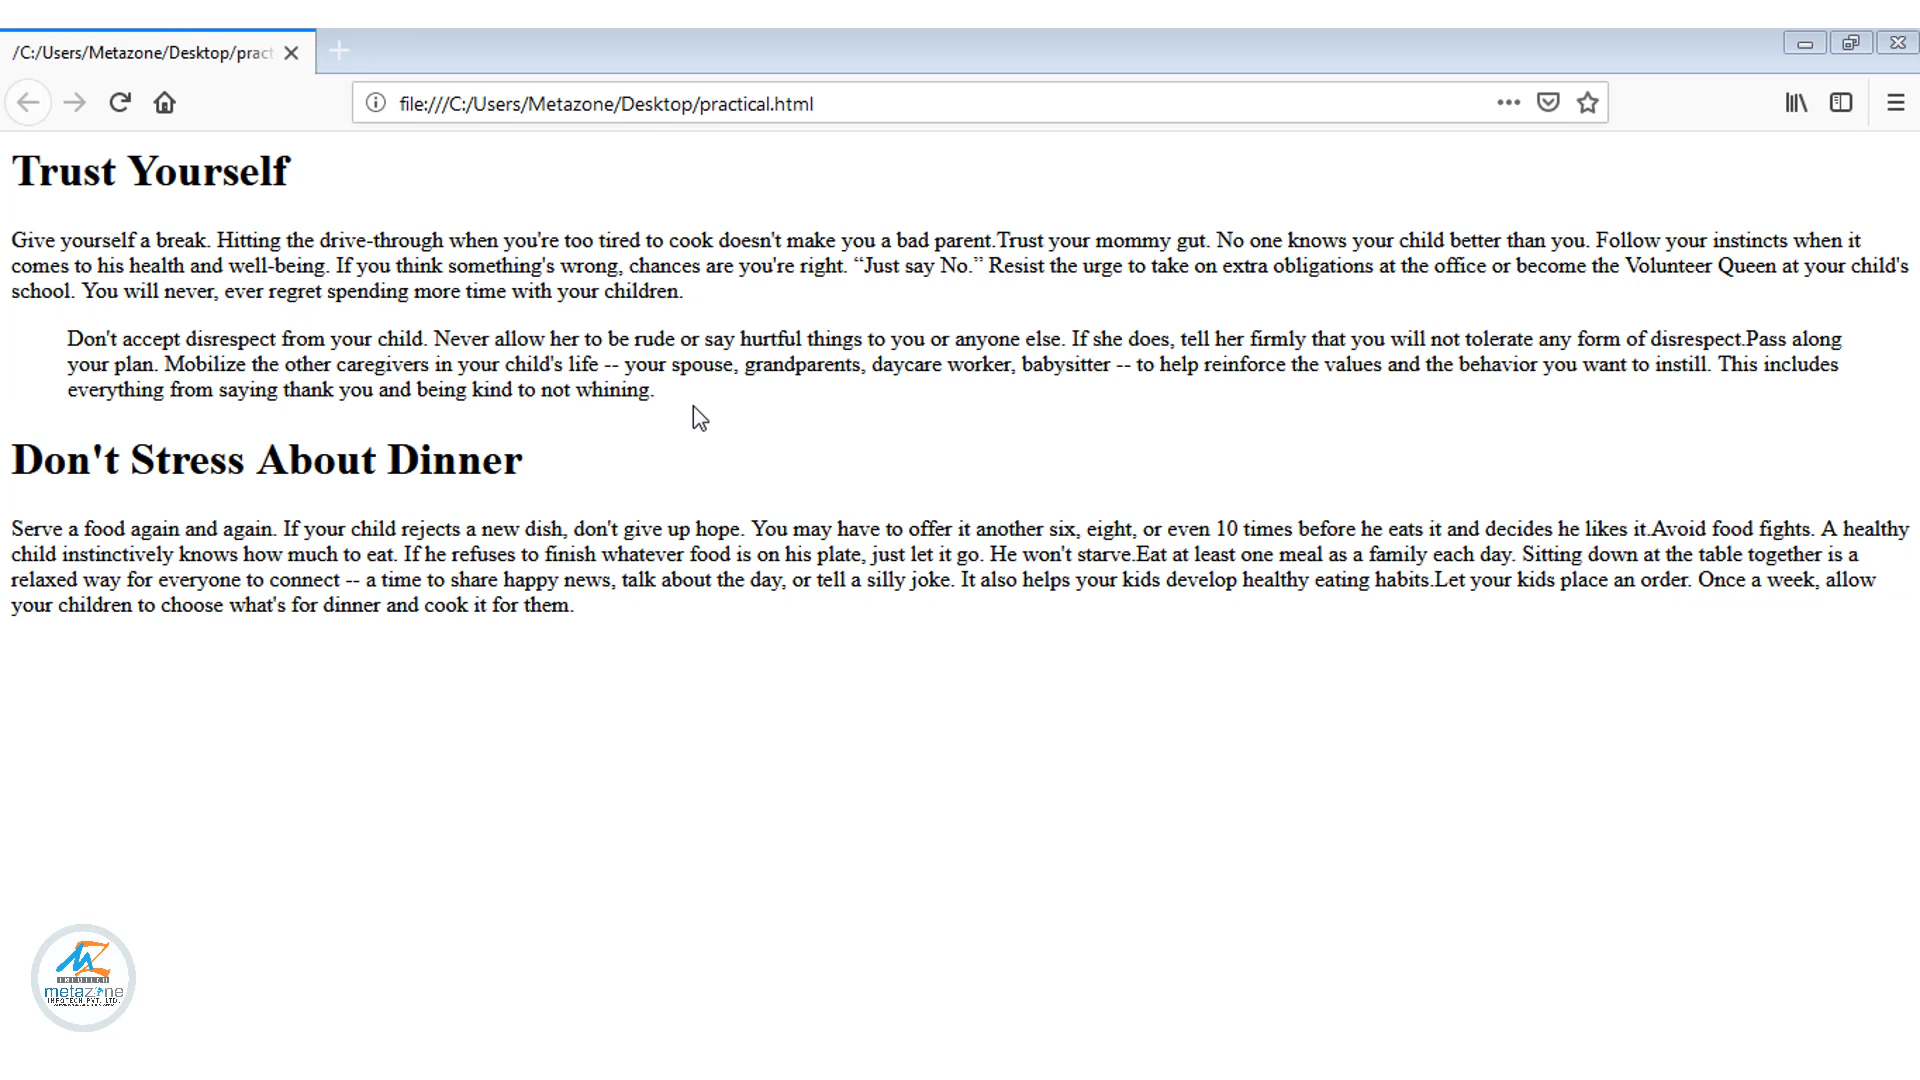 /C:/Users/Metazone/Desktop/pract
file:///C:/Users/Metazone/Desktop/practical.html
Trust Yourself
Give yourself a break. Hitting the drive-through when you're too tired to cook doesn't make you a bad parent.Trust your mommy gut. No one knows your child better than you. Follow your instincts when it
comes to his health and well-being. If you think something's wrong, chances are you're right. “Just say No.” Resist the urge to take on extra obligations at the office or become the Volunteer Queen at your child's
school. You will never, ever regret spending more time with your children.
Don't accept disrespect from your child. Never allow her to be rude or say hurtful things to you or anyone else. If she does, tell her firmly that you will not tolerate any form of disrespect.Pass along
your plan. Mobilize the other caregivers in your child's life -- your spouse, grandparents, daycare worker, babysitter -- to help reinforce the values and the behavior you want to instill. This includes
everything from saying thank you and being kind to not whining.
Don't Stress About Dinner
Serve a food again and again. If your child rejects a new dish, don't give up hope. You may have to offer it another six, eight, or even 10 times before he eats it and decides he likes it.Avoid food fights. A healthy
child instinctively knows how much to eat. If he refuses to finish whatever food is on his plate, just let it go. He won't starve.Eat at least one meal as a family each day. Sitting down at the table together is a
relaxed way for everyone to connect -- a time to share happy news, talk about the day, or tell a silly joke. It also helps your kids develop healthy eating habits.Let your kids place an order. Once a week, allow
your children to choose what's for dinner and cook it for them.
metazone
INFOTECH PVT. LTD.